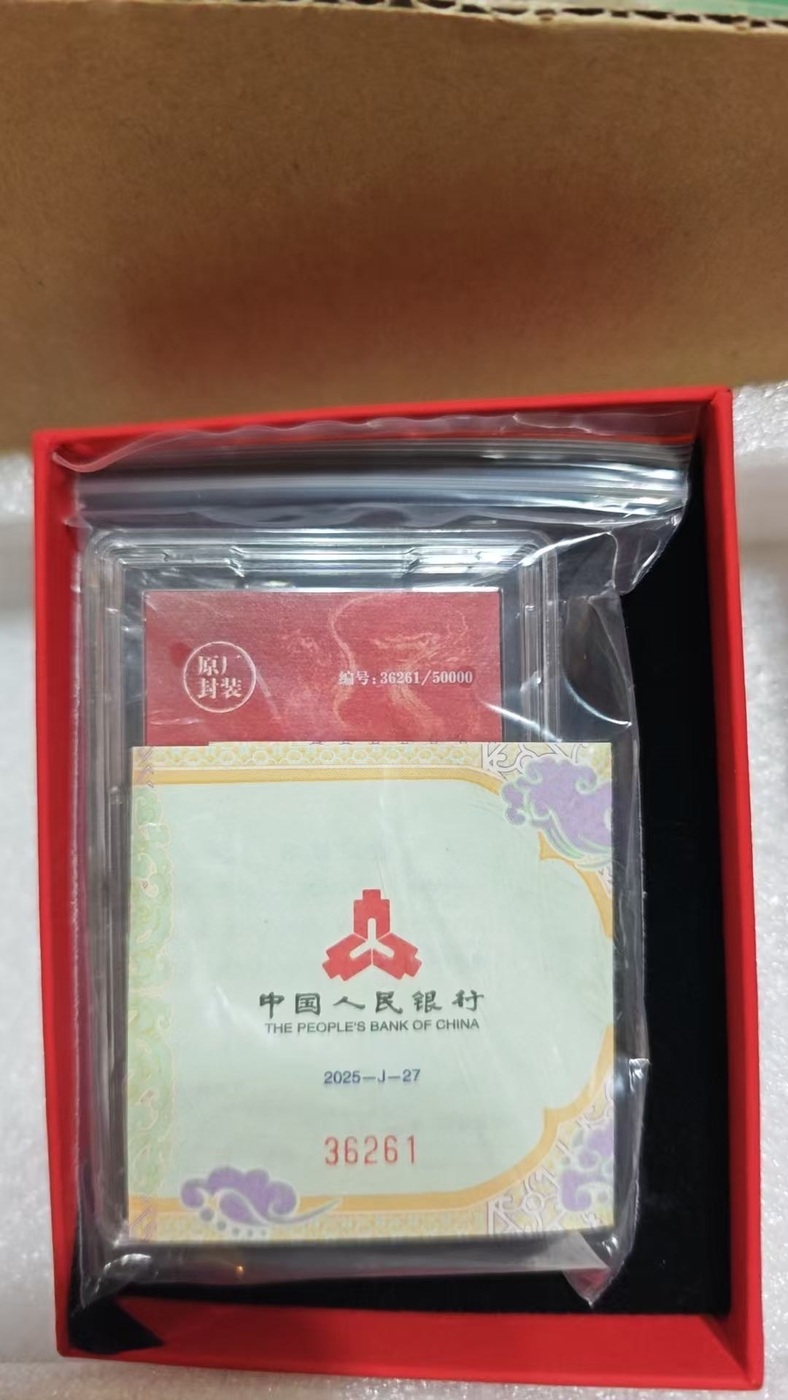 原厂
封装
编号:36261/50000
中国人民银行
THE PEOPLE'S BANK OF CHINA
2025-J-27
36261